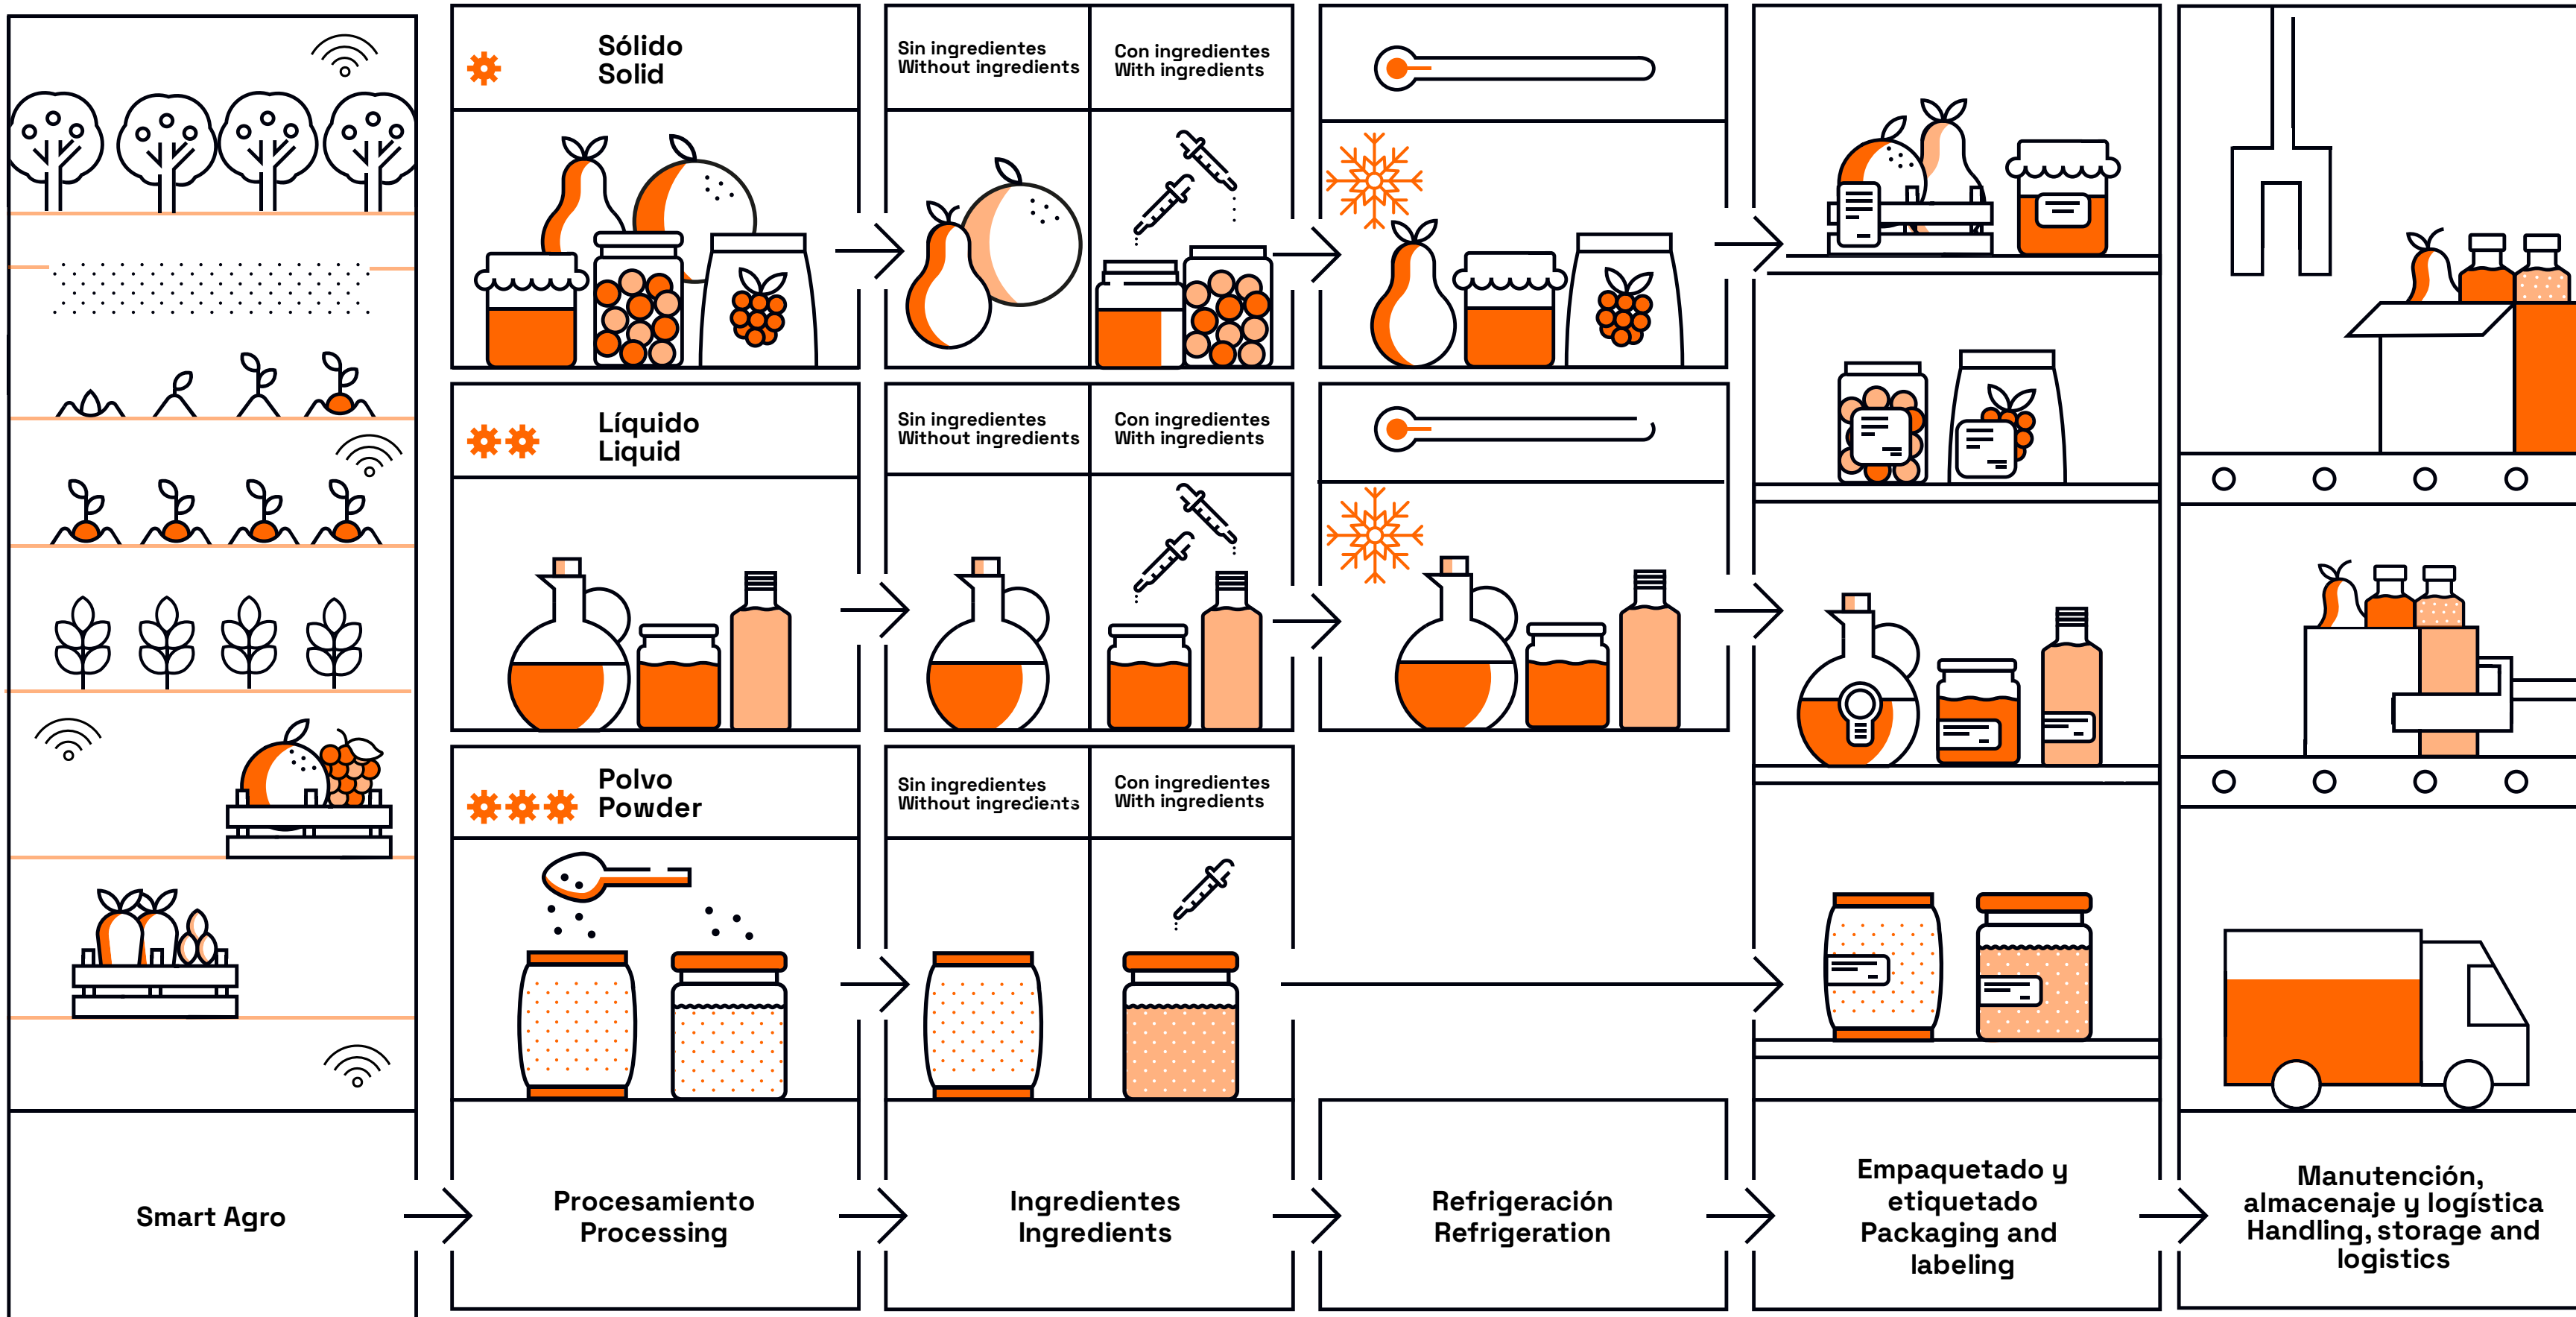 Sólido
Solid
Sin ingredientes
Without ingredients
Con ingredientes
With ingredients
Líquido
Liquid
Sin ingredientes
Without ingredients
Con ingredientes
With ingredients
Polvo
Powder
Sin ingredientes
Without ingredients
Con ingredientes
With ingredients
Smart Agro
Procesamiento
Processing
Ingredientes
Ingredients
Refrigeración
Refrigeration
Empaquetado y
etiquetado
Packaging and
labeling
Manutención,
almacenaje y logística
Handling, storage and
logistics